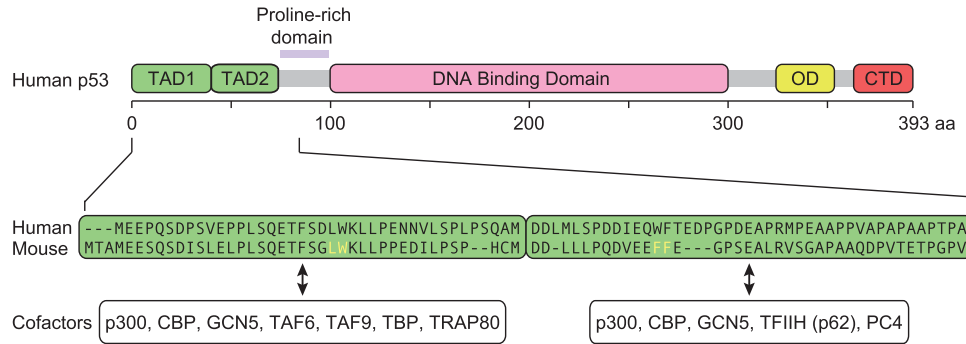 Proline-rich
domain
Human p53 TAD1 TAD2 DNA Binding Domain OD CTD
0 100 200 300 393 aa
Human ---MEEPQSDPSVEPPLSQETFSDLWKLLPENNVLSPLPSQAM DDLMLSPDDIEQWFTEDPGPDEAPRMPEAAPPVAPAPAAPTPA
Mouse MTAMEESQSDISLELPLSQETFSGLWKLLPPEDILPSP--HCM DD-LLLPQDVEEFFE---GPSEALRVSGAPAAQDPVTETPGPV
Cofactors p300, CBP, GCN5, TAF6, TAF9, TBP, TRAP80 p300, CBP, GCN5, TFIIH (p62), PC4